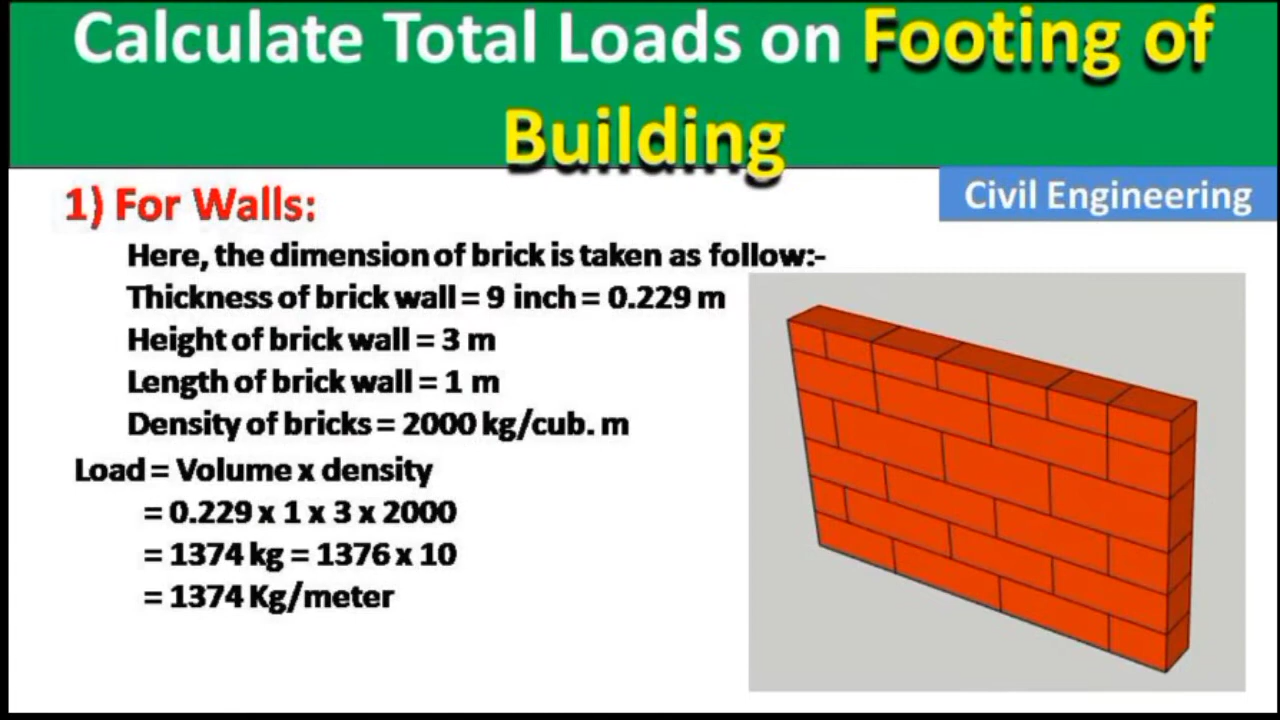 Calculate Total Loads on Footing of
Building
Civil Engineering
1) For Walls:
Here, the dimension of brick is taken as follow:-
Thickness of brick wall = 9 inch = 0.229 m
Height of brick wall = 3 m
Length of brick wall = 1 m
Density of bricks = 2000 kg/cub. m
Load = Volume x density
= 0.229 x 1 x 3 x 2000
= 1374 kg = 1376 x 10
= 1374 Kg/meter